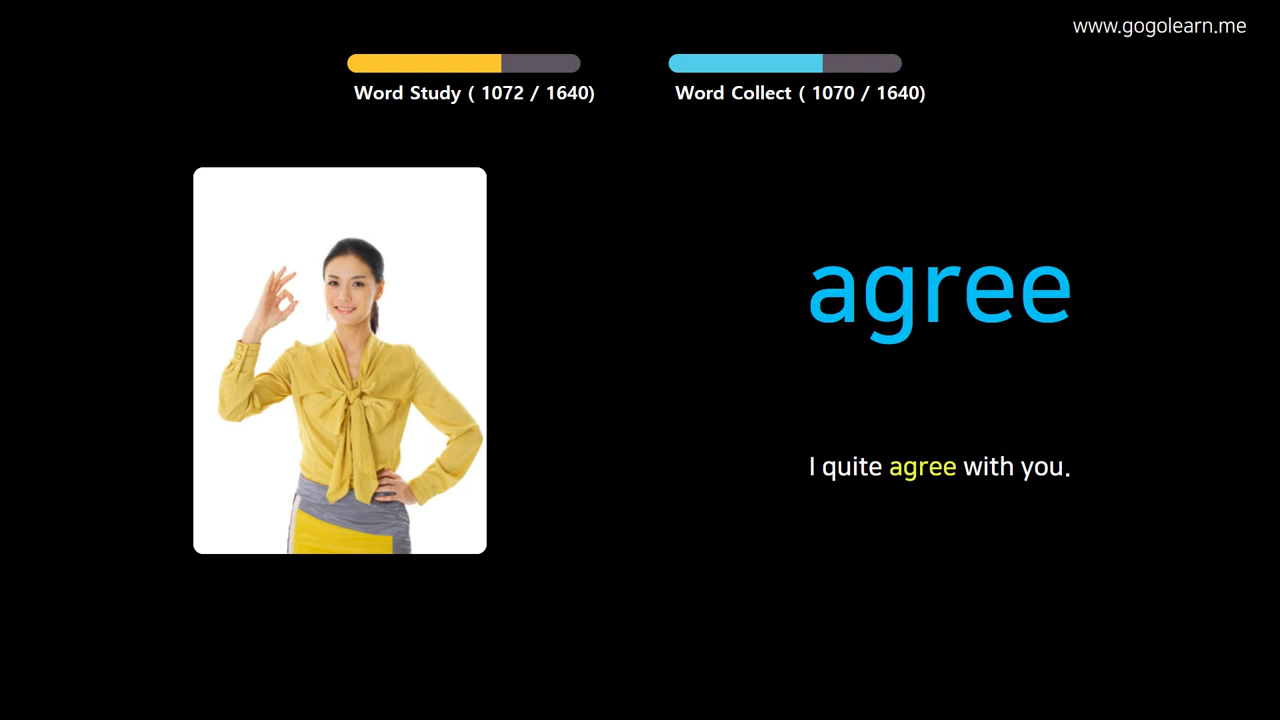 www.gogolearn.me
Word Study ( 1072 / 1640)
Word Collect ( 1070 / 1640)
agree
I quite agree with you.